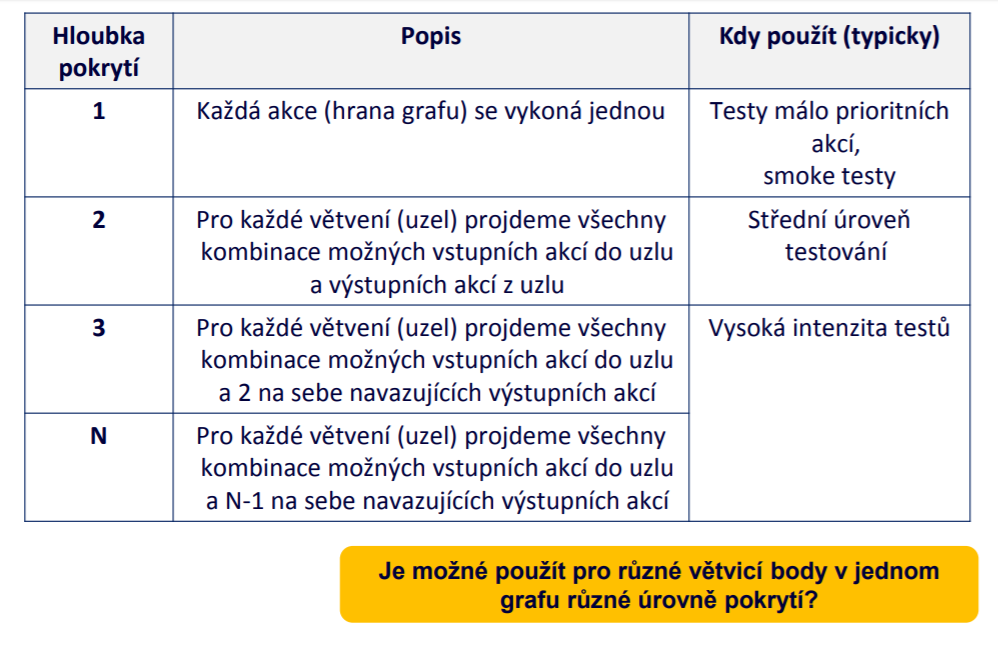 Hloubka
pokrytí
Popis
Kdy použít (typicky)
1
Každá akce (hrana grafu) se vykoná jednou
Testy málo prioritních
akcí,
smoke testy
2
Pro každé větvení (uzel) projdeme všechny
kombinace možných vstupních akcí do uzlu
a výstupních akcí z uzlu
Střední úroveň
testování
3
Pro každé větvení (uzel) projdeme všechny
kombinace možných vstupních akcí do uzlu
a 2 na sebe navazujících výstupních akcí
Vysoká intenzita testů
N
Pro každé větvení (uzel) projdeme všechny
kombinace možných vstupních akcí do uzlu
a N-1 na sebe navazujících výstupních akcí
Je možné použít pro různé větvicí body v jednom
grafu různé úrovně pokrytí?